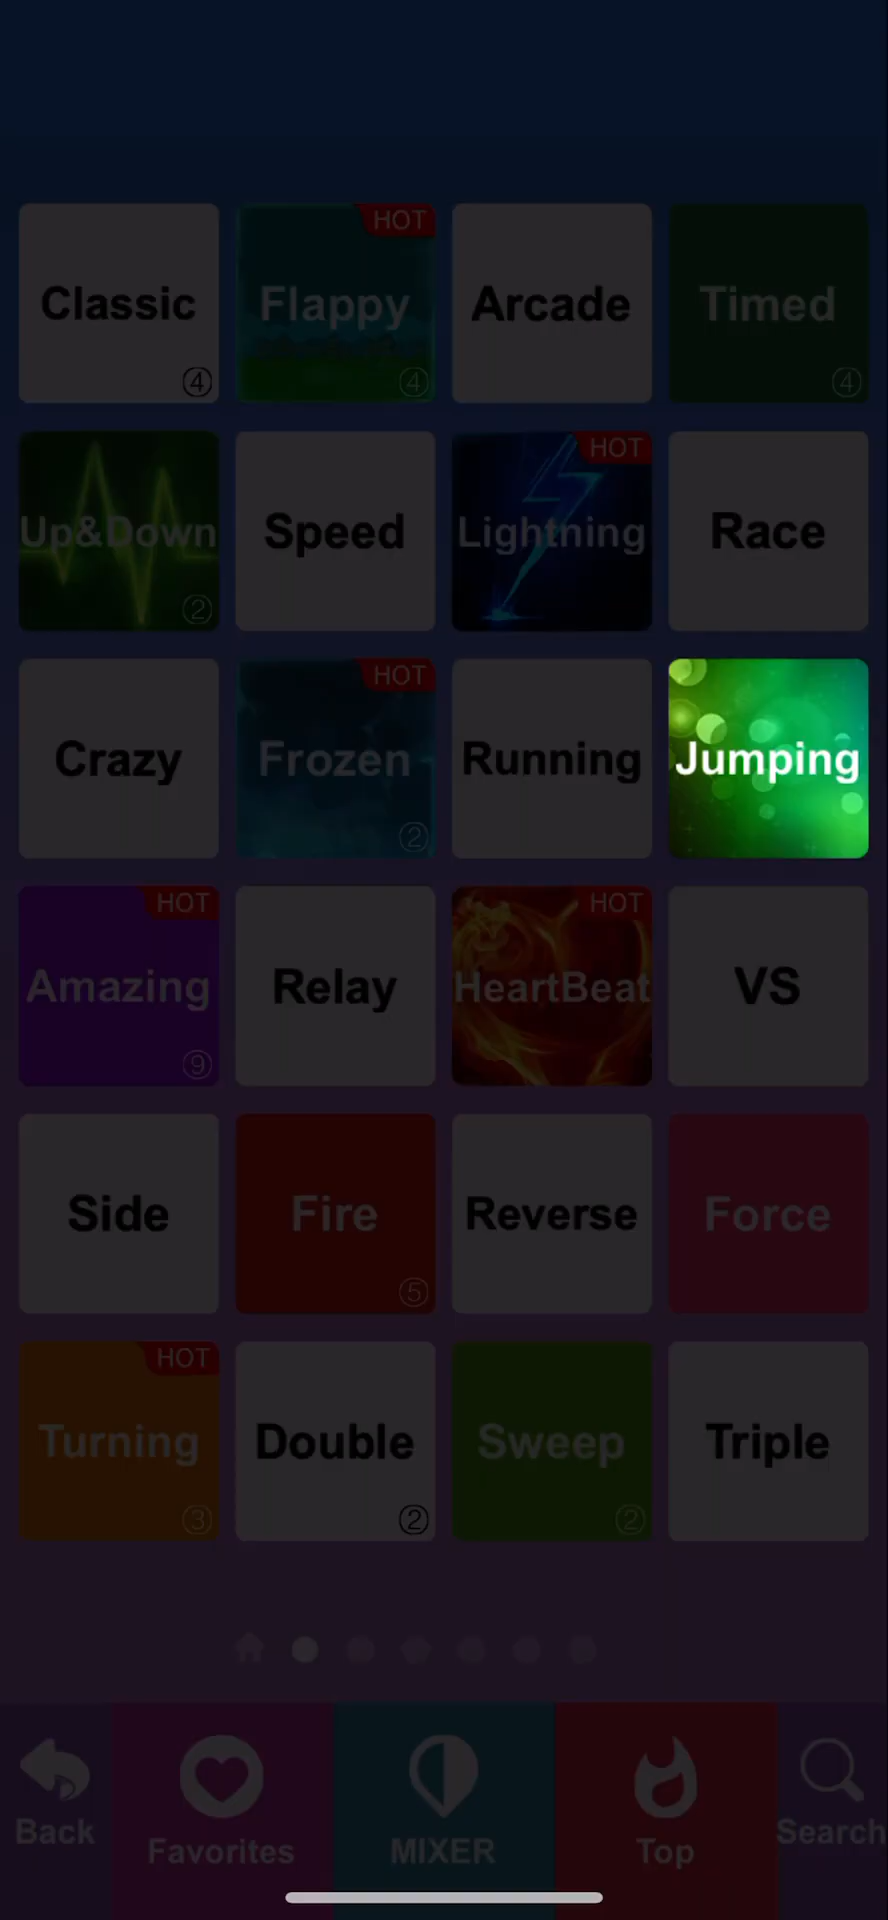 Classic
④
HOT
Flappy
④
Arcade
Timed
④
Up&Down
②
Speed
HOT
Lightning
Race
Crazy
HOT
Frozen
②
Running
Jumping
HOT
Amazing
⑨
Relay
HOT
HeartBeat
VS
Side
Fire
⑤
Reverse
Force
HOT
Turning
③
Double
②
Sweep
②
Triple
Back
Favorites
MIXER
Top
Search